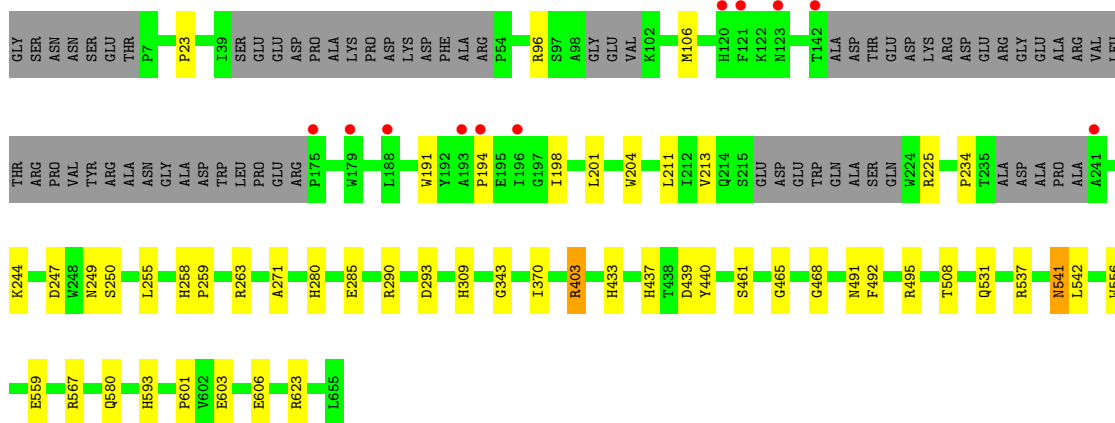 GLY SER ASN ASN SER GLU THR P7 P23 I39 SER GLU GLU ASP PRO ALA LYS PRO ASP LYS ASP PHE ALA ARG P54 R96 S97 A98 GLY GLU VAL K102 M106 H120 F121 K122 N123 T142 ALA ASP THR GLU ASP LYS ARG ASP GLU ARG GLY GLU ALA ARG VAL LEU
THR ARG PRO VAL TYR ARG ALA ASN GLY ALA ASP TRP LEU PRO GLU ARG P175 W179 L188 W191 Y192 A193 P194 E195 I196 G197 I198 L201 W204 L211 I212 V213 Q214 S215 GLU ASP GLU TRP GLN ALA SER GLN W224 R225 P234 T235 ALA ASP ALA PRO ALA A241
K244 D247 W248 N249 S250 L255 H258 P259 R263 A271 H280 E285 R290 D293 H309 G343 I370 R403 H433 H437 T438 D439 Y440 S461 G465 G468 N491 F492 R495 T508 Q531 R537 N541 L542 W556
E559 R567 Q580 H593 P601 V602 E603 E606 R623 L655